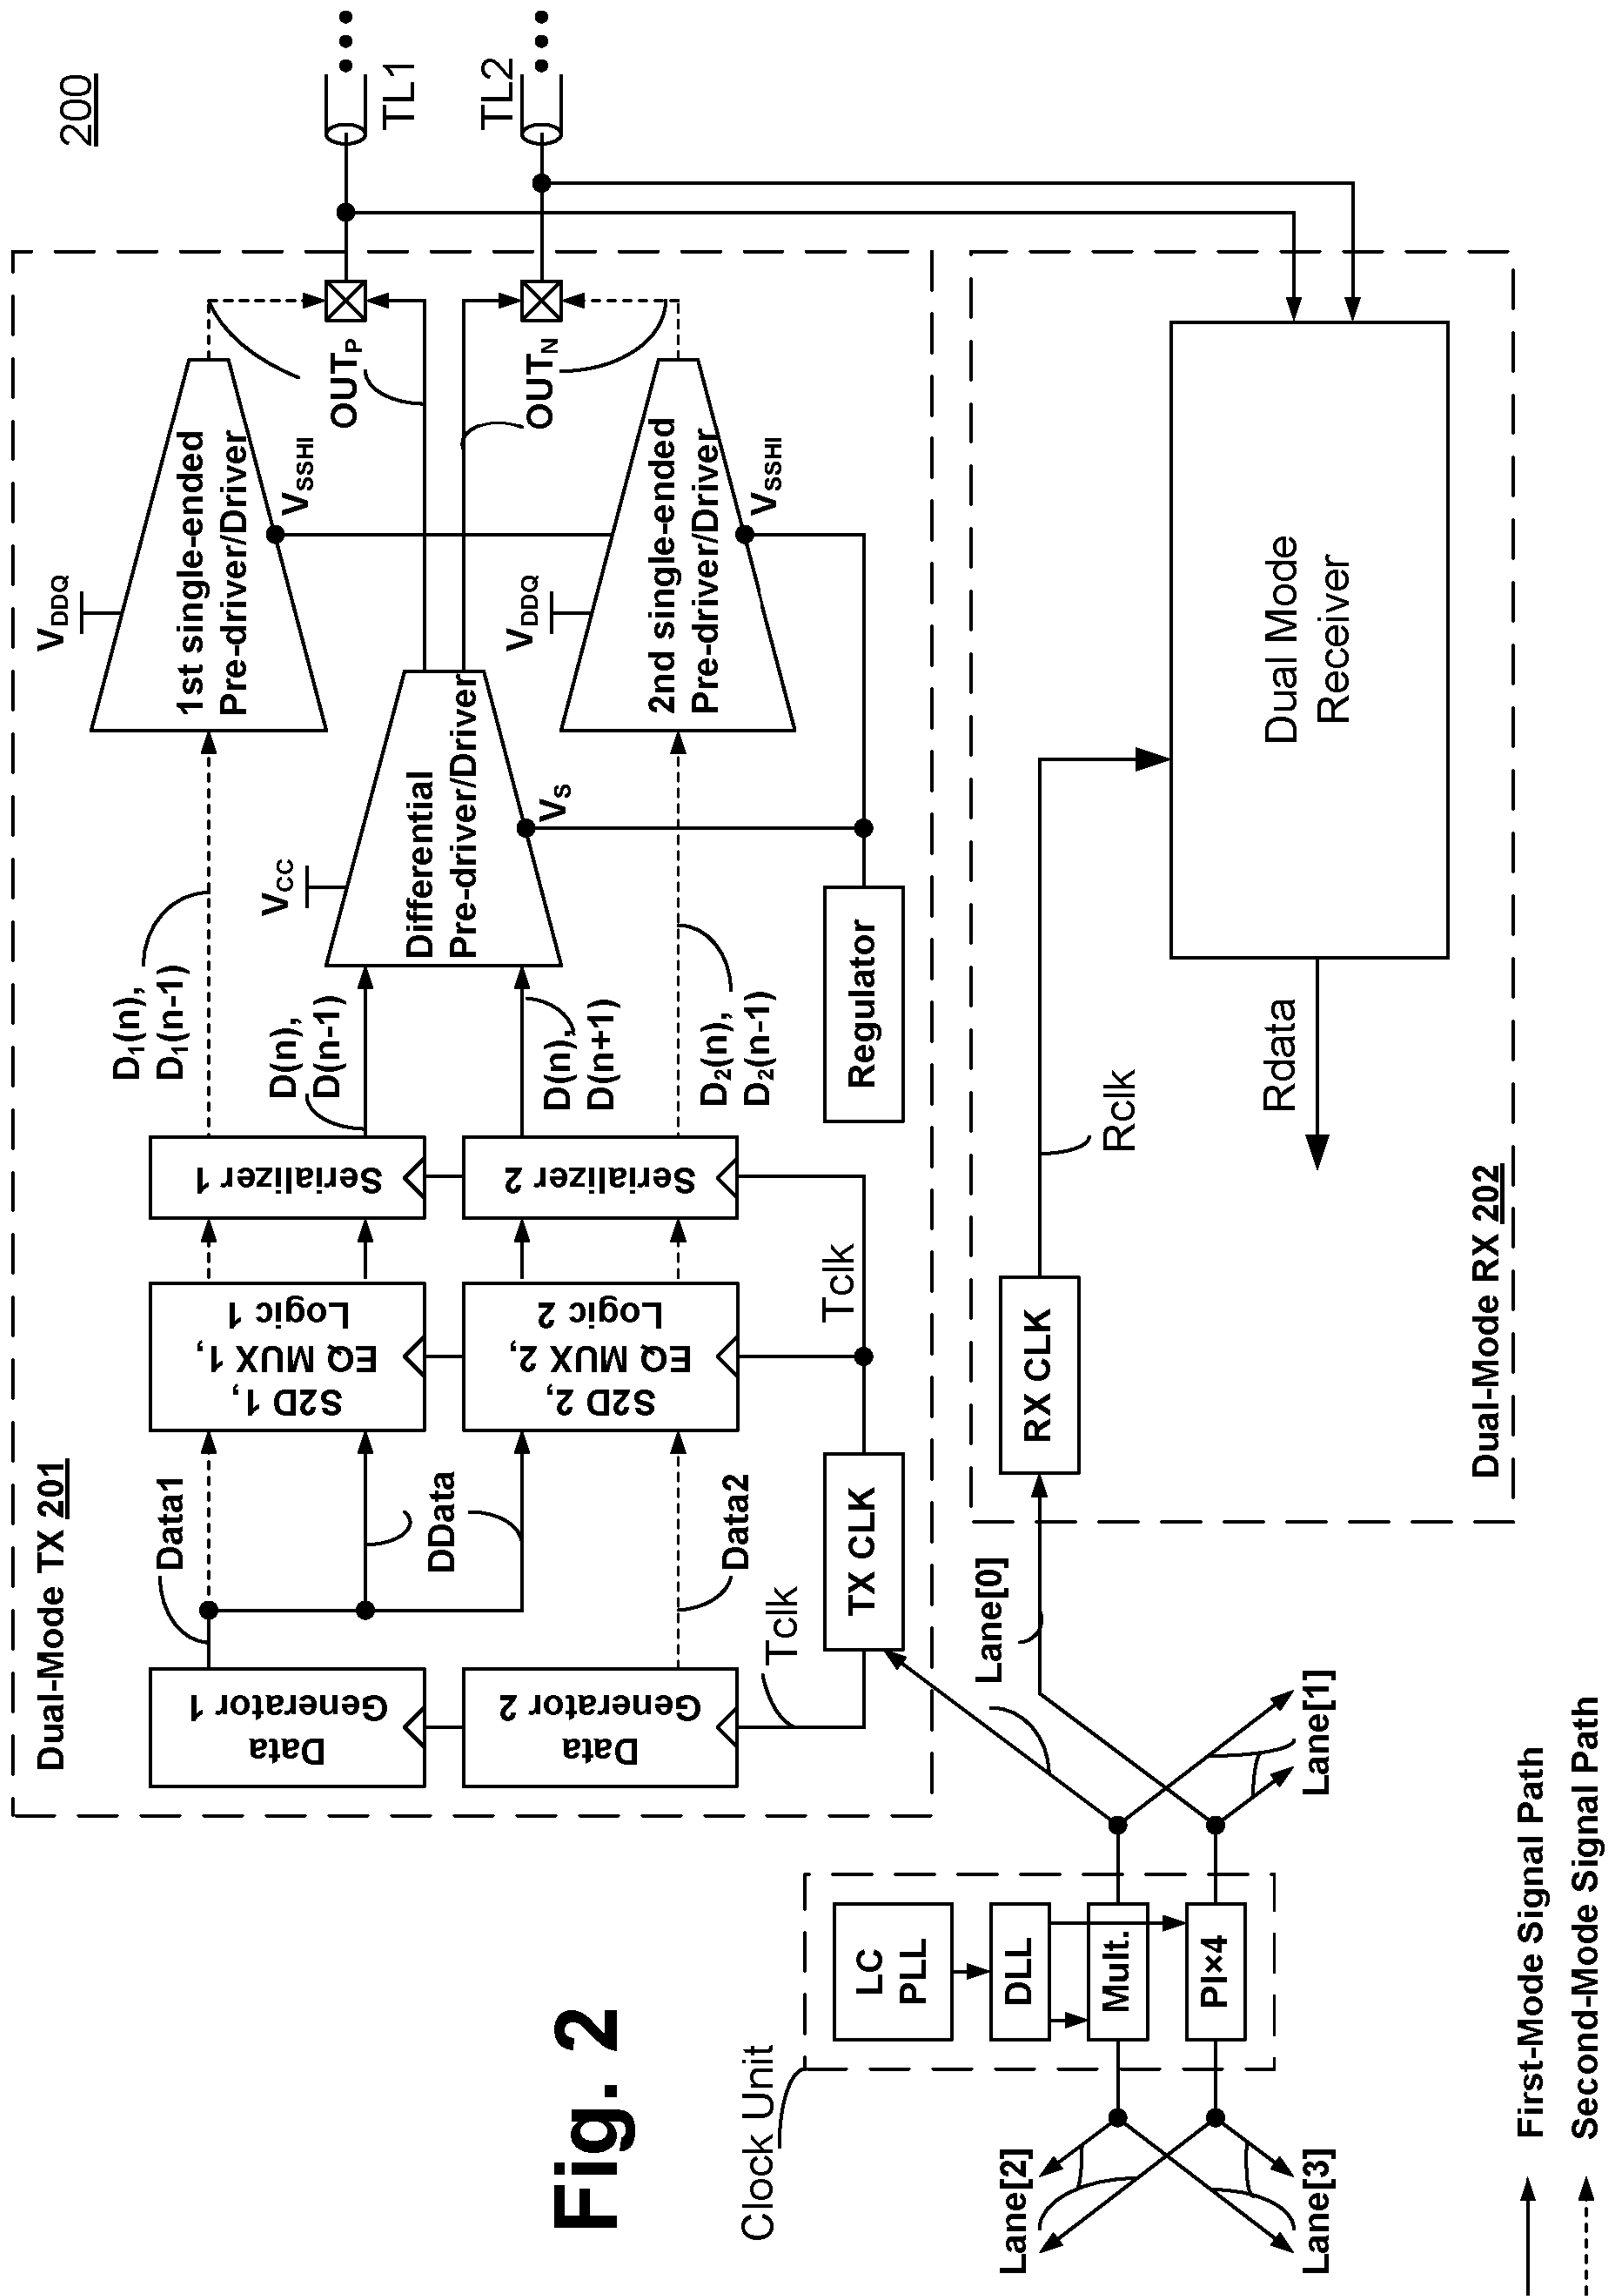 200
Dual-Mode TX 201
Data
Generator 1
Data
Generator 2
Data1
DData
Data2
Tclk
TX CLK
S2D 1,
EQ MUX 1,
Logic 1
S2D 2,
EQ MUX 2,
Logic 2
Tclk
Serializer 1
Serializer 2
D1(n),
D1(n-1)
D(n),
D(n-1)
D(n),
D(n+1)
D2(n),
D2(n-1)
Regulator
VCC
Differential
Pre-driver/Driver
VS
VDDQ
1st single-ended
Pre-driver/Driver
VSSHI
VDDQ
2nd single-ended
Pre-driver/Driver
VSSHI
OUTP
OUTN
TL1
TL2
Fig. 2
Clock Unit
LC
PLL
DLL
Mult.
PI×4
Lane[2]
Lane[3]
Lane[0]
Lane[1]
RX CLK
Rclk
Rdata
Dual Mode
Receiver
Dual-Mode RX 202
First-Mode Signal Path
Second-Mode Signal Path